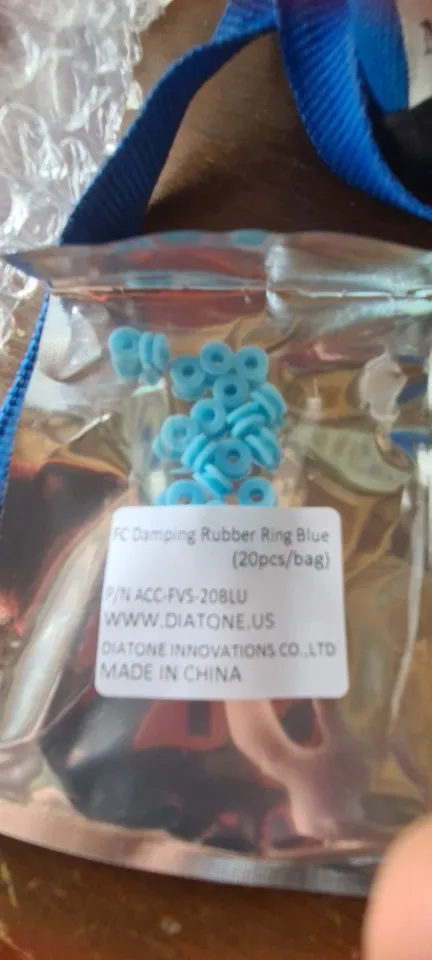 FC Damping Rubber Ring Blue
(20pcs/bag)
P/N ACC-FVS-20BLU
WWW.DIATONE.US
DIATONE INNOVATIONS CO.,LTD
MADE IN CHINA